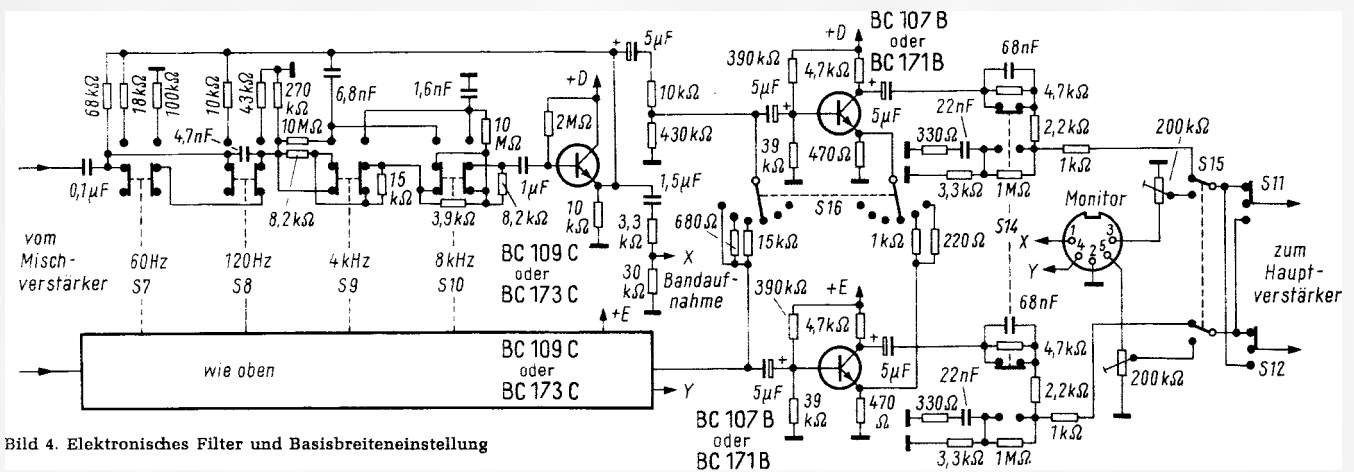 BC 107 B
oder
BC 171 B
+D
5µF
390kΩ
4,7kΩ
68nF
68kΩ
18kΩ
100kΩ
10kΩ
43kΩ
270
kΩ
6,8nF
1,6nF
+D
5µF
+
10kΩ
+
+
4,7kΩ
22nF
200kΩ
S15
4,7nF
10MΩ
10
MΩ
2MΩ
430kΩ
39
kΩ
470Ω
5µF
330Ω
2,2kΩ
1kΩ
S11
0,1µF
8,2kΩ
15
kΩ
3,9kΩ
8,2kΩ
1µF
10
kΩ
1,5µF
3,3
kΩ
S16
3,3kΩ
1MΩ
Monitor
vom
Misch-
verstärker
60Hz
S7
120Hz
S8
4kHz
S9
8kHz
S10
BC 109 C
oder
BC 173 C
X
30
kΩ
Bandauf-
nahme
680Ω
15kΩ
1kΩ
220Ω
S14
X
Y
1
4
2
5
3
zum
Haupt-
verstärker
+E
390kΩ
+E
4,7kΩ
68nF
wie oben
BC 109 C
oder
BC 173 C
Y
+
5µF
+
5µF
4,7kΩ
22nF
2,2kΩ
200kΩ
S12
39
kΩ
470
Ω
330Ω
1kΩ
BC 107 B
oder
BC 171 B
3,3kΩ
1MΩ
Bild 4. Elektronisches Filter und Basisbreiteneinstellung